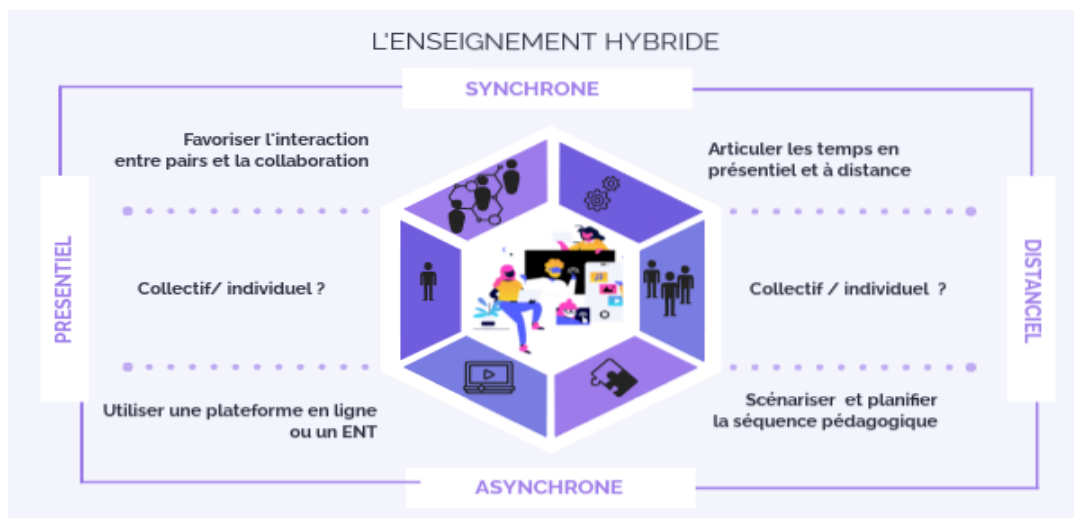 L'ENSEIGNEMENT HYBRIDE
SYNCHRONE
Favoriser l'interaction
entre pairs et la collaboration
Articuler les temps en
présentiel et à distance
PRESENTIEL
Collectif/ individuel ?
Collectif / individuel ?
DISTANCIEL
Utiliser une plateforme en ligne
ou un ENT
Scénariser et planifier
la séquence pédagogique
ASYNCHRONE